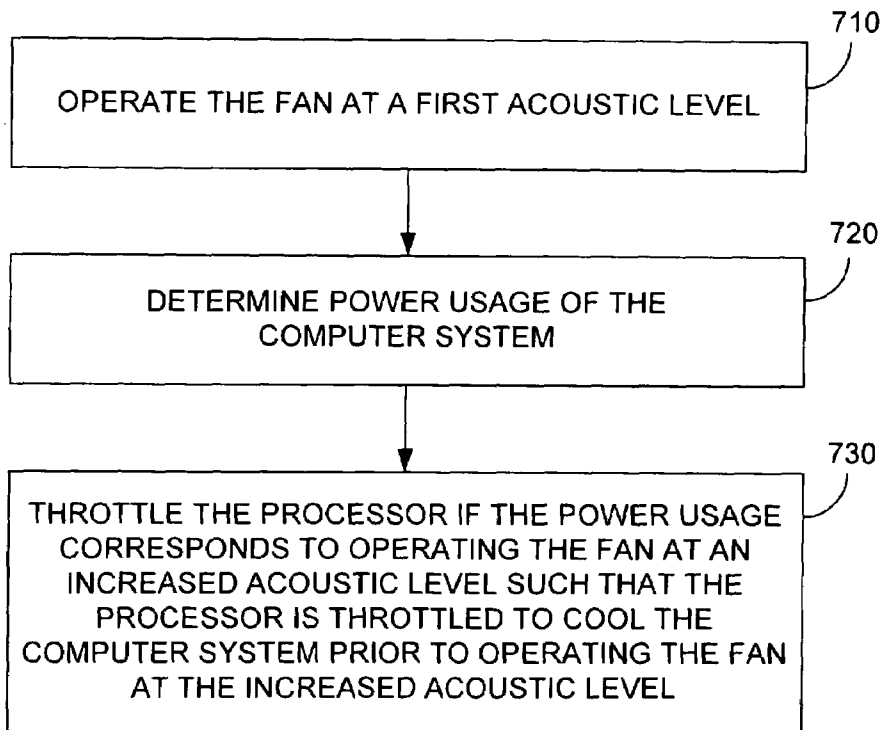 710
OPERATE THE FAN AT A FIRST ACOUSTIC LEVEL
720
DETERMINE POWER USAGE OF THE
COMPUTER SYSTEM
730
THROTTLE THE PROCESSOR IF THE POWER USAGE
CORRESPONDS TO OPERATING THE FAN AT AN
INCREASED ACOUSTIC LEVEL SUCH THAT THE
PROCESSOR IS THROTTLED TO COOL THE
COMPUTER SYSTEM PRIOR TO OPERATING THE FAN
AT THE INCREASED ACOUSTIC LEVEL